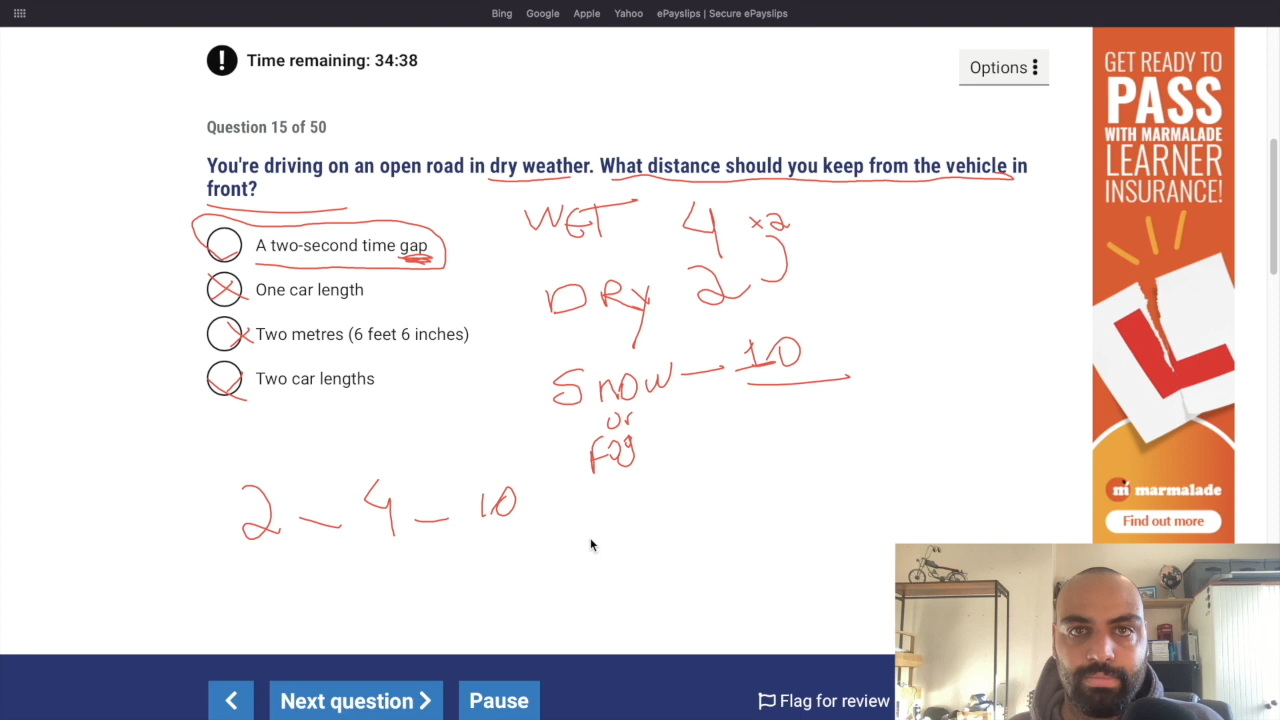 Bing Google Apple Yahoo ePayslips | Secure ePayslips
! Time remaining: 34:38
Options
Question 15 of 50
You're driving on an open road in dry weather. What distance should you keep from the vehicle in
front?
A two-second time gap
One car length
Two metres (6 feet 6 inches)
Two car lengths
WET 4 x2
DRY 2
Snow - 10
or
Fog
2 - 4 - 10
GET READY TO
PASS
WITH MARMALADE
LEARNER
INSURANCE!
L
m marmalade
Find out more
Next question
Pause
Flag for review